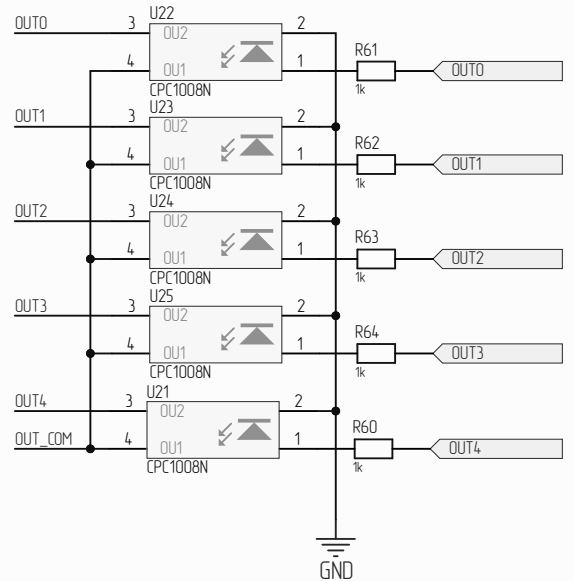 U22
OUT0 3 OU2 2
4 OU1 1 R61 OUT0
CPC1008N 1k
U23
OUT1 3 OU2 2
4 OU1 1 R62 OUT1
CPC1008N 1k
U24
OUT2 3 OU2 2
4 OU1 1 R63 OUT2
CPC1008N 1k
U25
OUT3 3 OU2 2
4 OU1 1 R64 OUT3
CPC1008N 1k
U21
OUT4 3 OU2 2
OUT_COM 4 OU1 1 R60 OUT4
CPC1008N 1k
GND